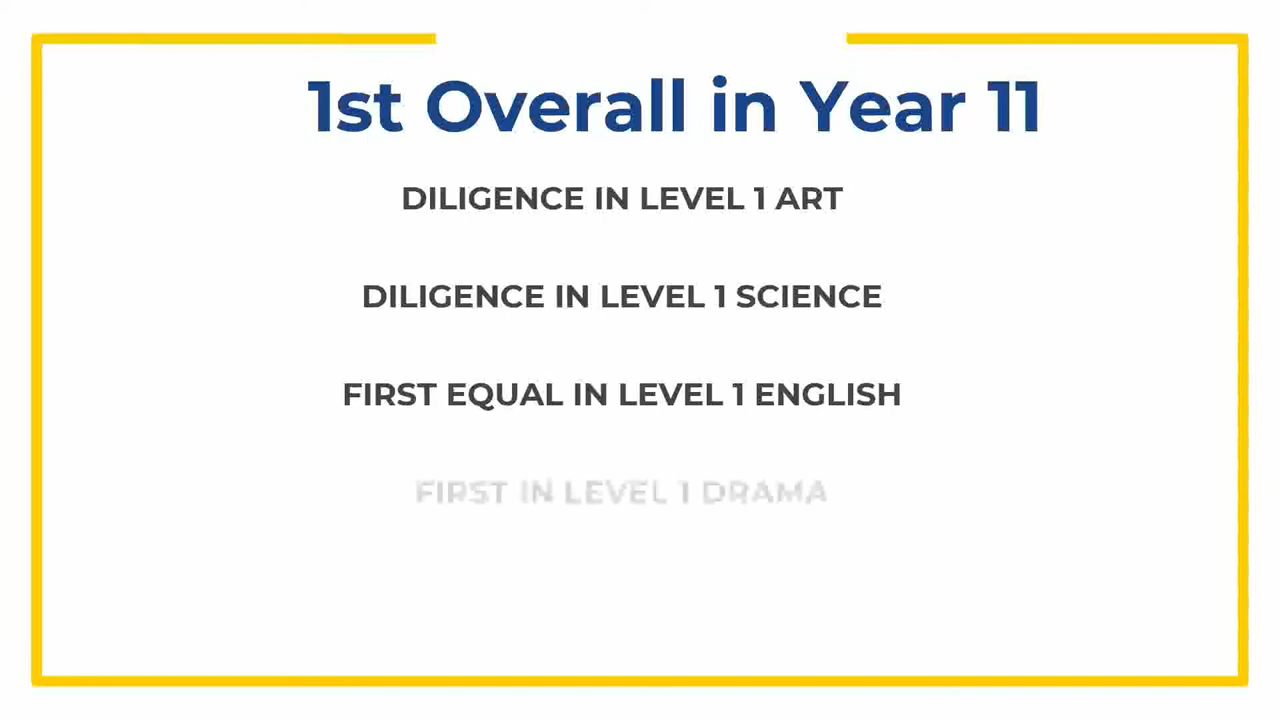 1st Overall in Year 11
DILIGENCE IN LEVEL 1 ART
DILIGENCE IN LEVEL 1 SCIENCE
FIRST EQUAL IN LEVEL 1 ENGLISH
FIRST IN LEVEL 1 DRAMA